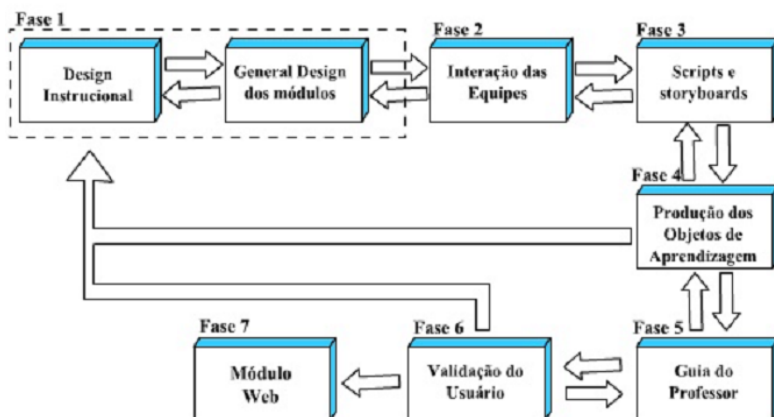 Fase 1
Design
Instrucional
General Design
dos módulos
Fase 2
Interação das
Equipes
Fase 3
Scripts e
storyboards
Fase 4
Produção dos
Objetos de
Aprendizagem
Fase 5
Guia do
Professor
Fase 6
Validação do
Usuário
Fase 7
Módulo
Web